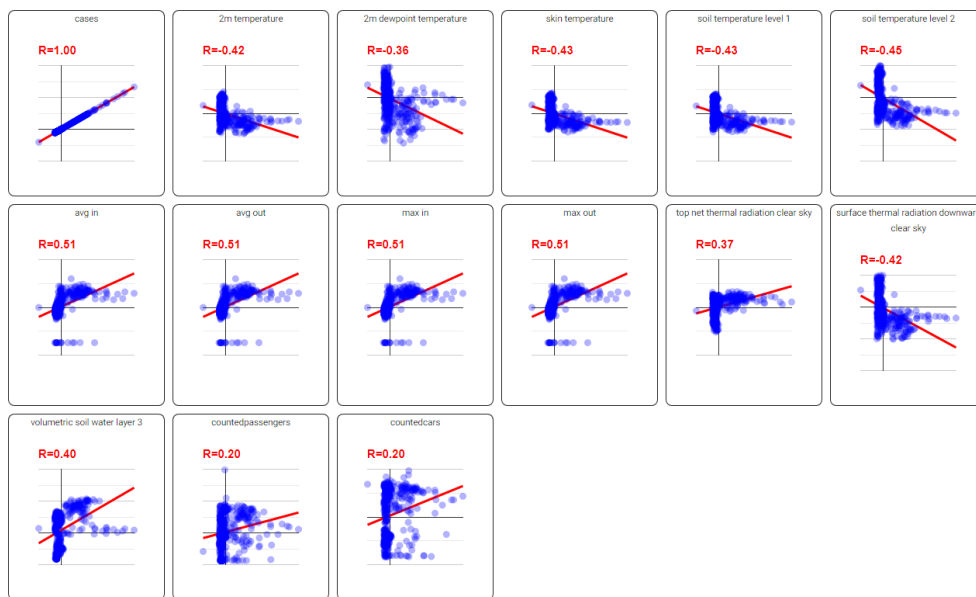 cases
2m temperature
2m dewpoint temperature
skin temperature
soil temperature level 1
soil temperature level 2
R=1.00
R=-0.42
R=-0.36
R=-0.43
R=-0.43
R=-0.45
avg in
avg out
max in
max out
top net thermal radiation clear sky
surface thermal radiation downwar
clear sky
R=0.51
R=0.51
R=0.51
R=0.51
R=0.37
R=-0.42
volumetric soil water layer 3
countedpassengers
countedcars
R=0.40
R=0.20
R=0.20